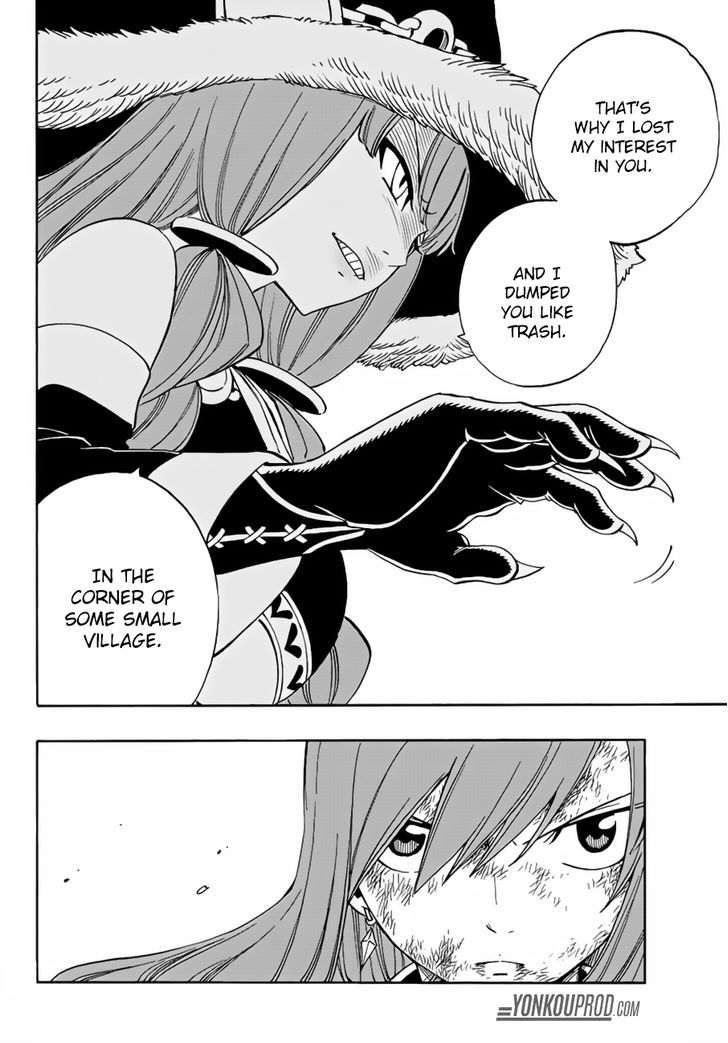 THAT'S
WHY I LOST
MY INTEREST
IN YOU.
AND I
DUMPED
YOU LIKE
TRASH.
IN THE
CORNER OF
SOME SMALL
VILLAGE.
YONKOUPROD.COM